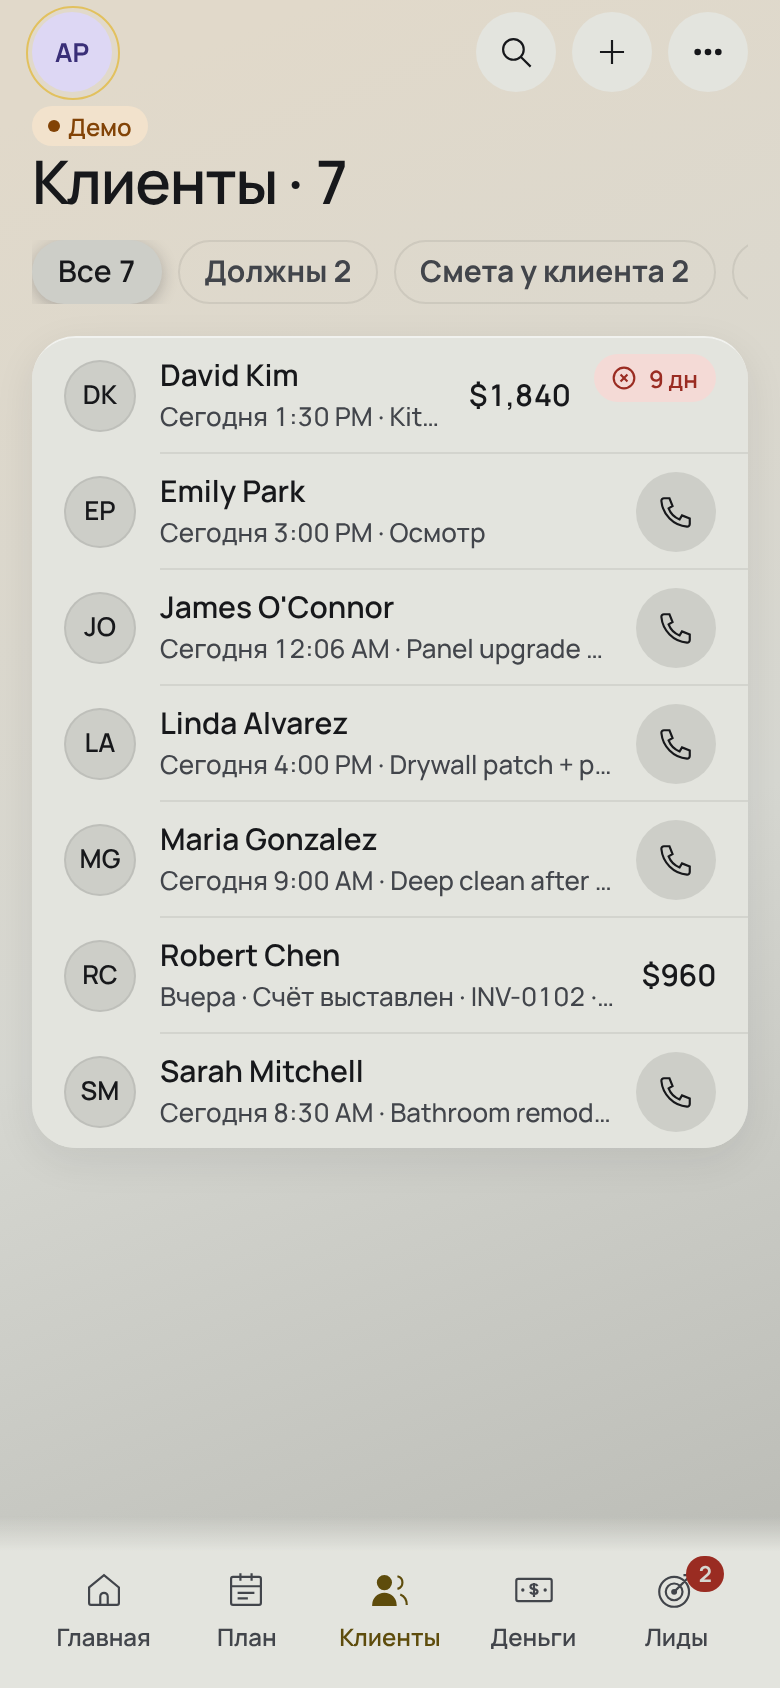 AP
Демо
Клиенты · 7
Все 7
Должны 2
Смета у клиента 2
DK
David Kim
Сегодня 1:30 PM · Kit...
$1,840
9 дн
EP
Emily Park
Сегодня 3:00 PM · Осмотр
JO
James O'Connor
Сегодня 12:06 AM · Panel upgrade ...
LA
Linda Alvarez
Сегодня 4:00 PM · Drywall patch + p...
MG
Maria Gonzalez
Сегодня 9:00 AM · Deep clean after ...
RC
Robert Chen
Вчера · Счёт выставлен · INV-0102 ·...
$960
SM
Sarah Mitchell
Сегодня 8:30 AM · Bathroom remod...
2
Главная
План
Клиенты
Деньги
Лиды